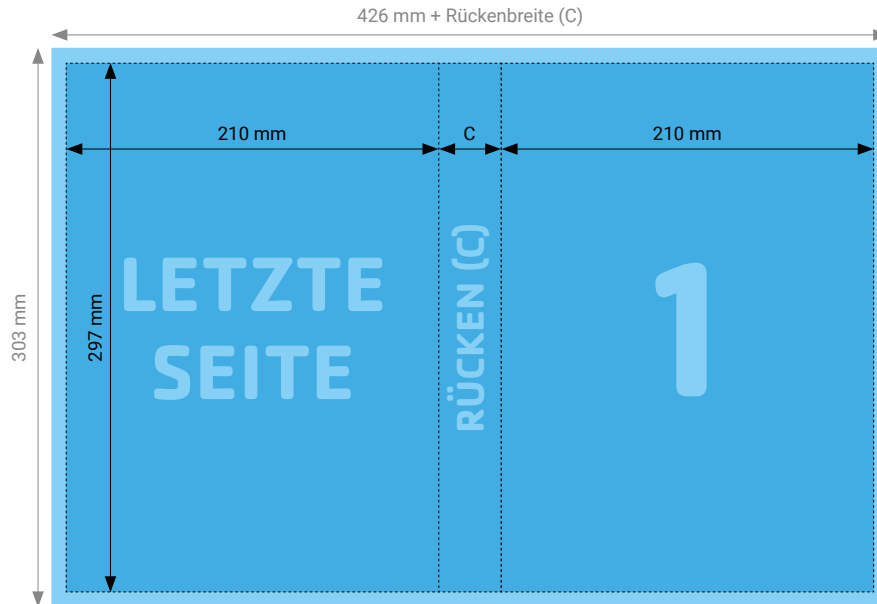 426 mm + Rückenbreite (C)
210 mm
C
210 mm
303 mm
297 mm
LETZTE
SEITE
RÜCKEN (C)
1